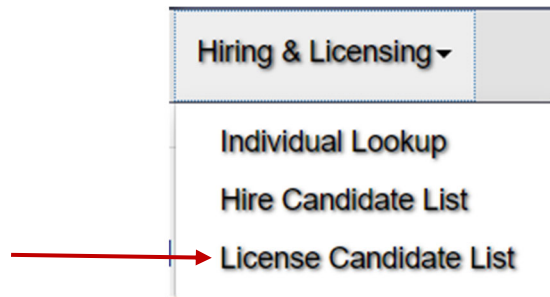 Hiring & Licensing
Individual Lookup
Hire Candidate List
License Candidate List